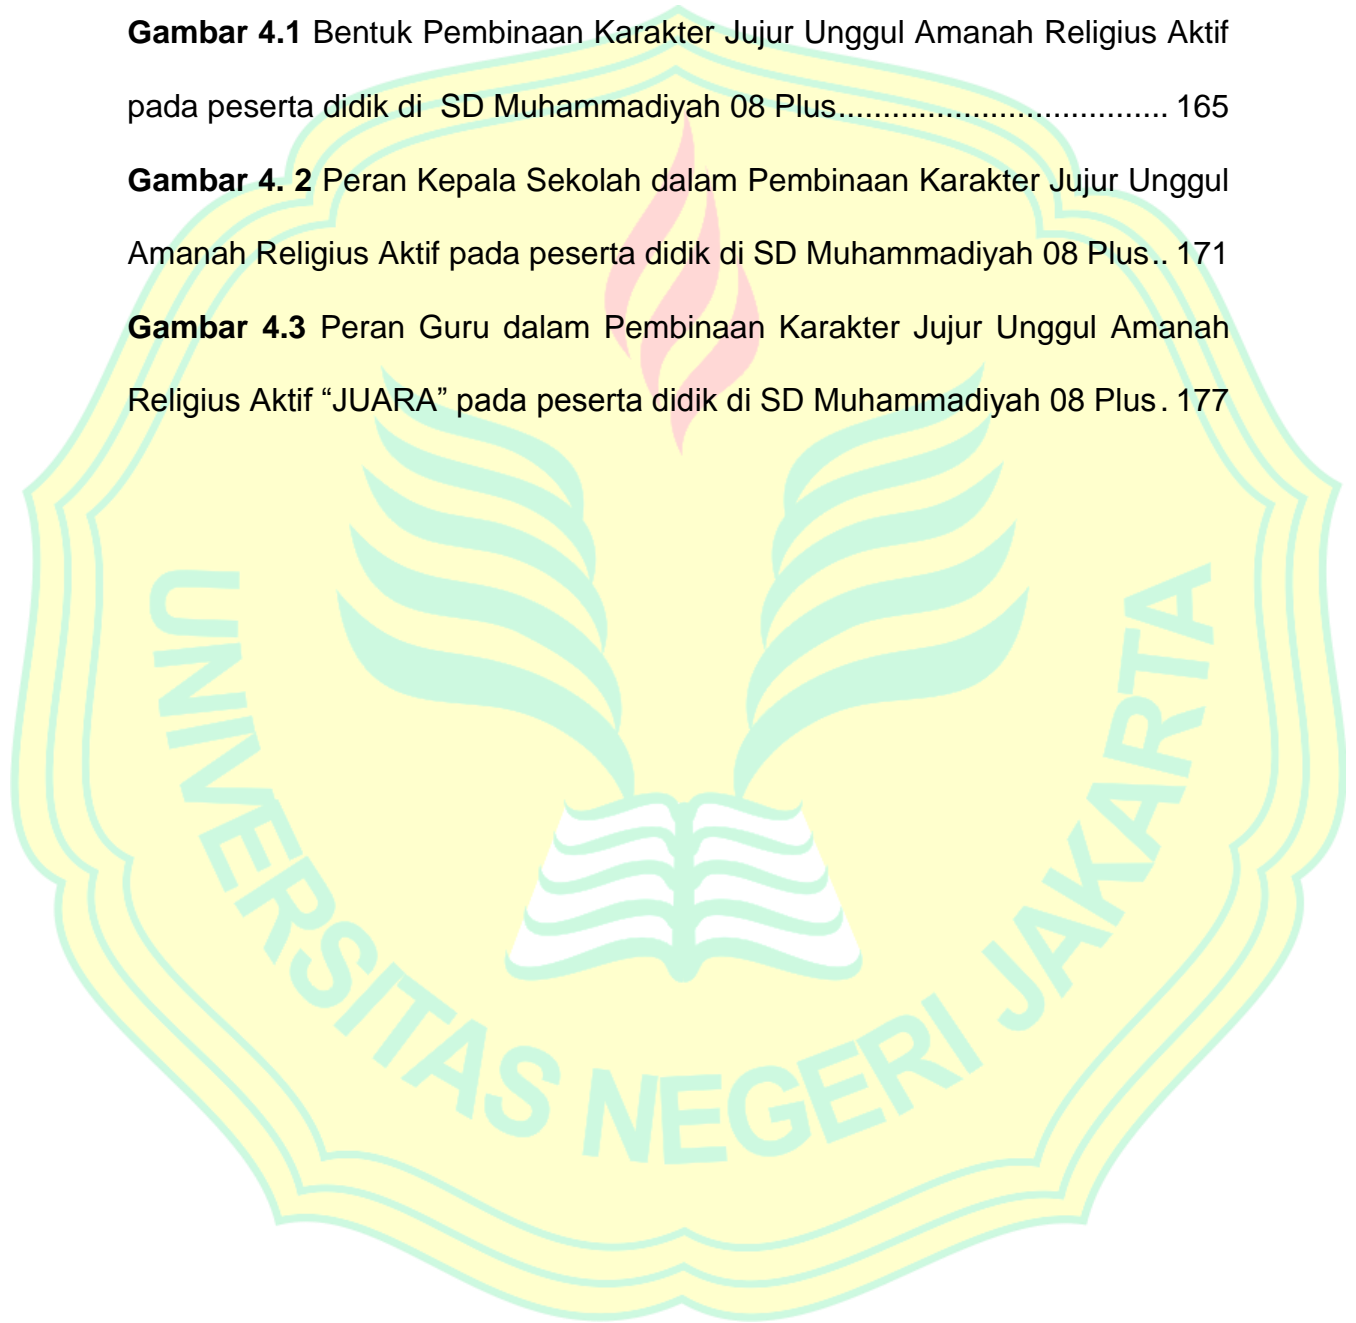 Gambar 4.1 Bentuk Pembinaan Karakter Jujur Unggul Amanah Religius Aktif
pada peserta didik di  SD Muhammadiyah 08 Plus..................................... 165
Gambar 4. 2 Peran Kepala Sekolah dalam Pembinaan Karakter Jujur Unggul
Amanah Religius Aktif pada peserta didik di SD Muhammadiyah 08 Plus.. 171
Gambar 4.3 Peran Guru dalam Pembinaan Karakter Jujur Unggul Amanah
Religius Aktif “JUARA” pada peserta didik di SD Muhammadiyah 08 Plus. 177
UNIVERSITAS NEGERI JAKARTA